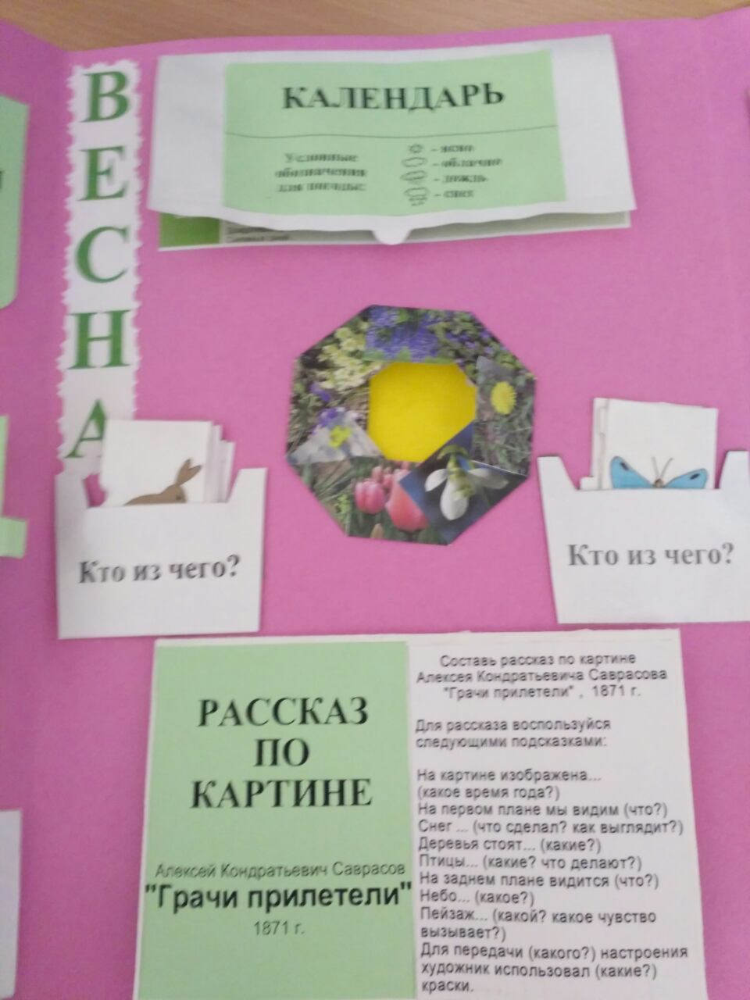 ВЕСНА
КАЛЕНДАРЬ
Условные
обозначения
для погоды:
- ясно
- облачно
- дождь
- снег
Кто из чего?
Кто из чего?
РАССКАЗ
ПО
КАРТИНЕ
Алексей Кондратьевич Саврасов
"Грачи прилетели"
1871 г.
Составь рассказ по картине
Алексея Кондратьевича Саврасова
"Грачи прилетели" , 1871 г.
Для рассказа воспользуйся
следующими подсказками:
На картине изображена...
(какое время года?)
На первом плане мы видим (что?)
Снег ... (что сделал? как выглядит?)
Деревья стоят... (какие?)
Птицы... (какие? что делают?)
На заднем плане видится (что?)
Небо... (какое?)
Пейзаж... (какой? какое чувство
вызывает?)
Для передачи (какого?) настроения
художник использовал (какие?)
краски.